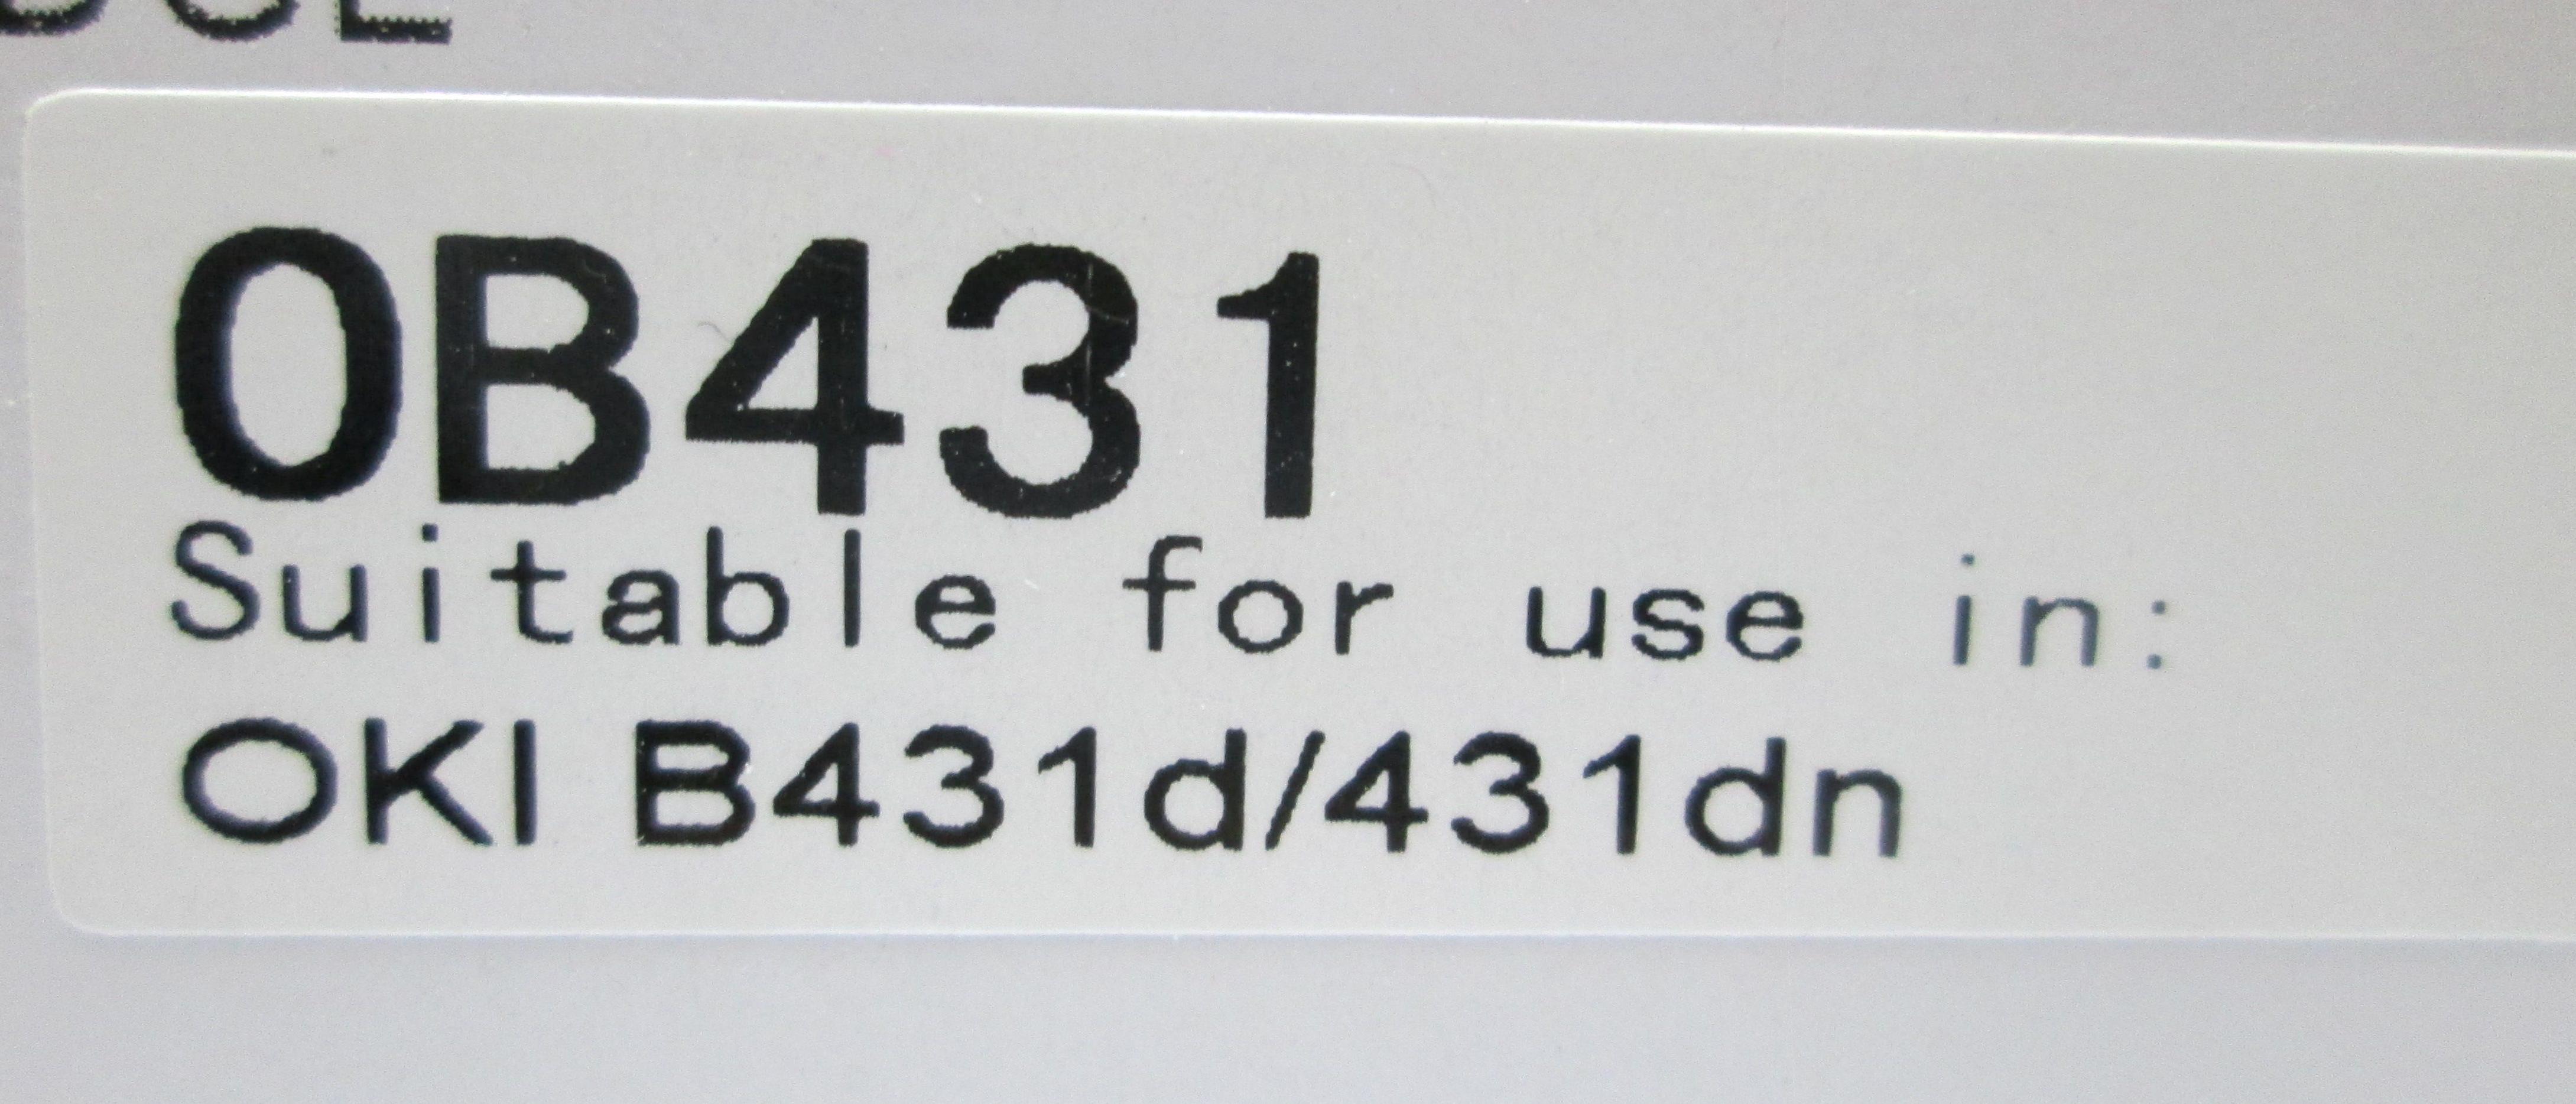 OB431
Suitable for use in:
OKI B431d/431dn